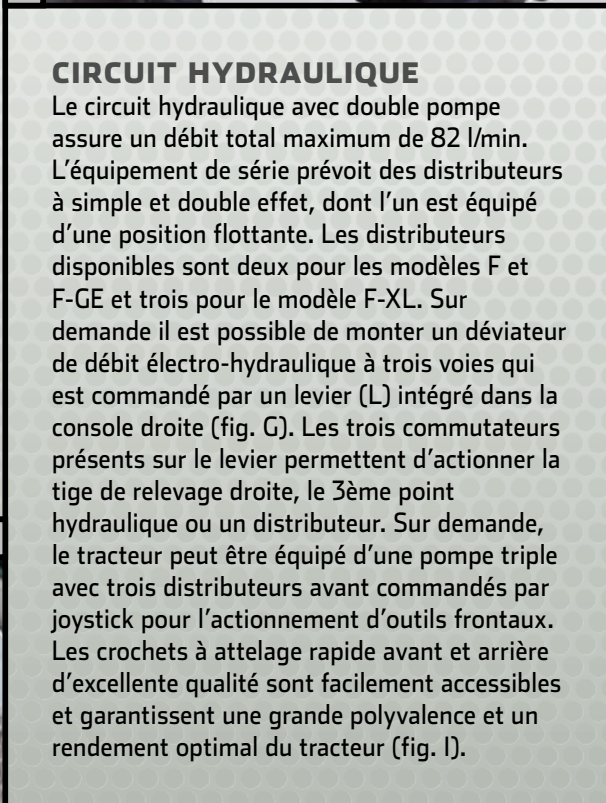 CIRCUIT HYDRAULIQUE
Le circuit hydraulique avec double pompe
assure un débit total maximum de 82 l/min.
L’équipement de série prévoit des distributeurs
à simple et double effet, dont l’un est équipé
d’une position flottante. Les distributeurs
disponibles sont deux pour les modèles F et
F-GE et trois pour le modèle F-XL. Sur
demande il est possible de monter un déviateur
de débit électro-hydraulique à trois voies qui
est commandé par un levier (L) intégré dans la
console droite (fig. G). Les trois commutateurs
présents sur le levier permettent d’actionner la
tige de relevage droite, le 3ème point
hydraulique ou un distributeur. Sur demande,
le tracteur peut être équipé d’une pompe triple
avec trois distributeurs avant commandés par
joystick pour l’actionnement d’outils frontaux.
Les crochets à attelage rapide avant et arrière
d’excellente qualité sont facilement accessibles
et garantissent une grande polyvalence et un
rendement optimal du tracteur (fig. I).